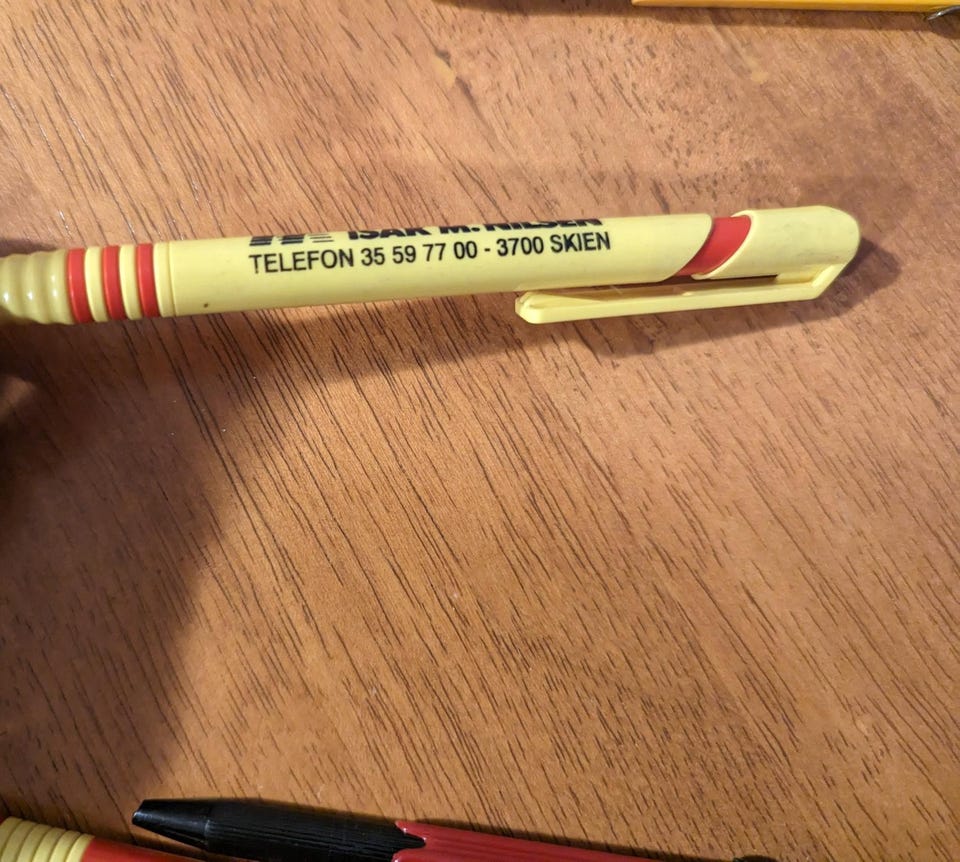 ISAK M. NILSEN
TELEFON 35 59 77 00 - 3700 SKIEN